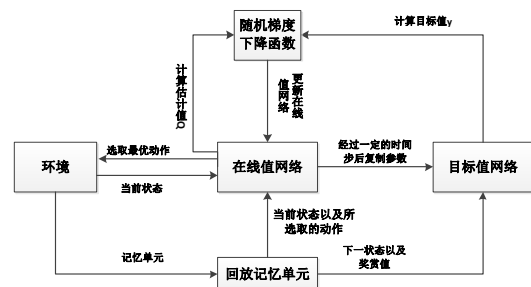 随机梯度
下降函数
计算目标值y
计算估计值Q
更新在线
值网络
选取最优动作
环境
当前状态
在线值网络
经过一定的时间
步后复制参数
目标值网络
当前状态以及所
选取的动作
记忆单元
回放记忆单元
下一状态以及
奖赏值